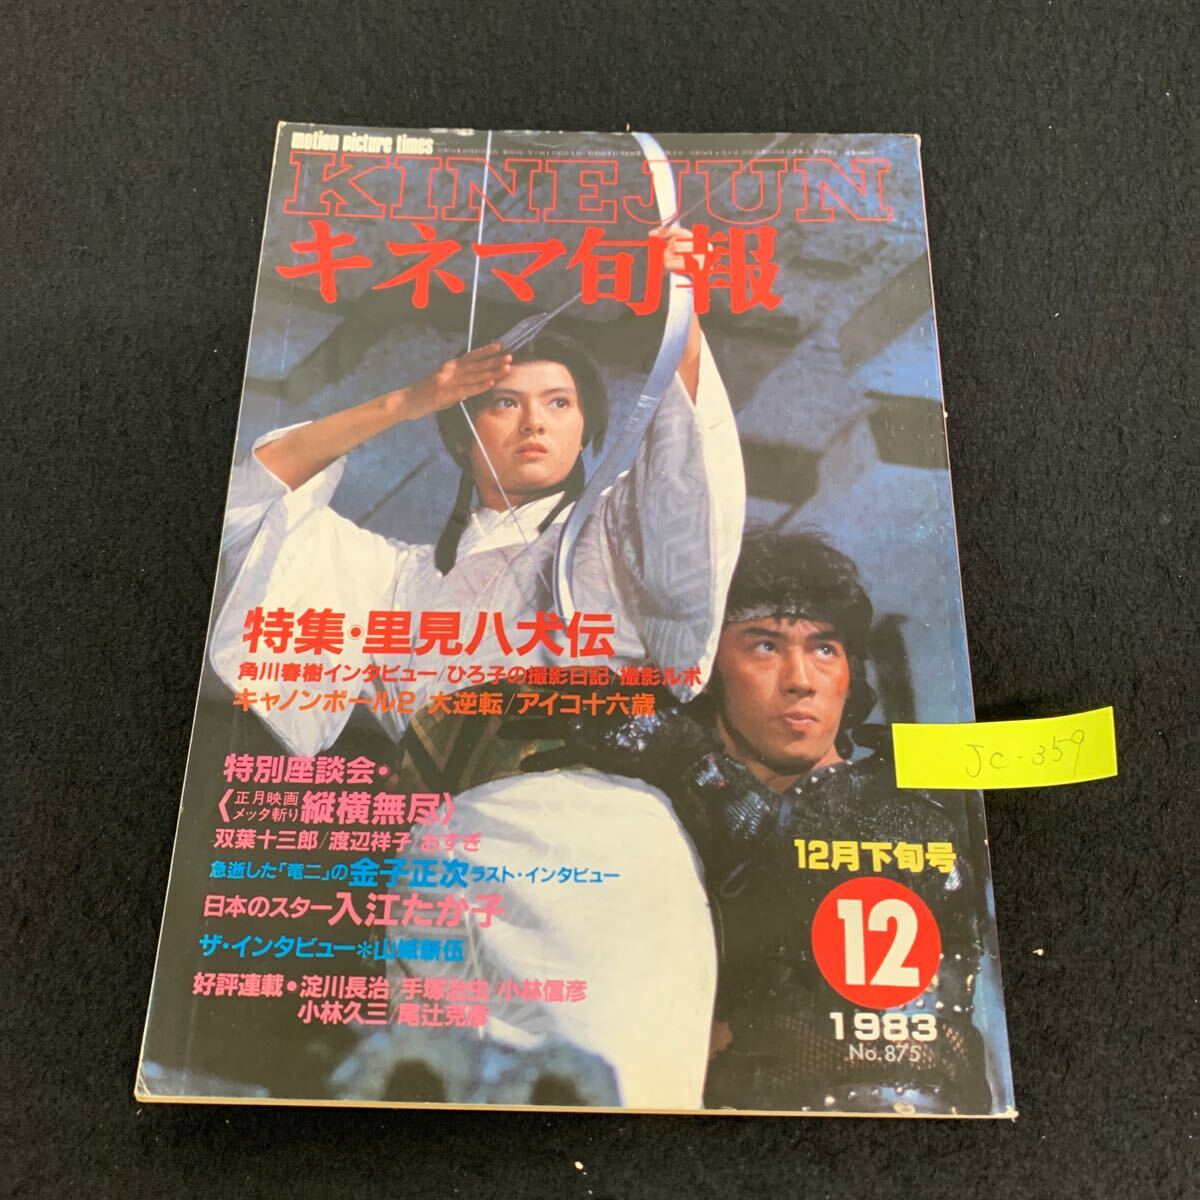 motion picture times
KINEJUN
キネマ旬報
特集・里見八犬伝
角川春樹インタビュー/ひろ子の撮影日記/撮影ルポ
キャノンボール2 大逆転/アイコ十六歳
特別座談会・
〈正月映画メッタ斬り縦横無尽〉
双葉十三郎/渡辺祥子/おすぎ
急逝した「竜二」の金子正次ラスト・インタビュー
日本のスター入江たか子
ザ・インタビュー＊山城新伍
好評連載・淀川長治/手塚治虫/小林信彦
小林久三/尾辻克彦
JC-359
12月下旬号
12
1983
No.875